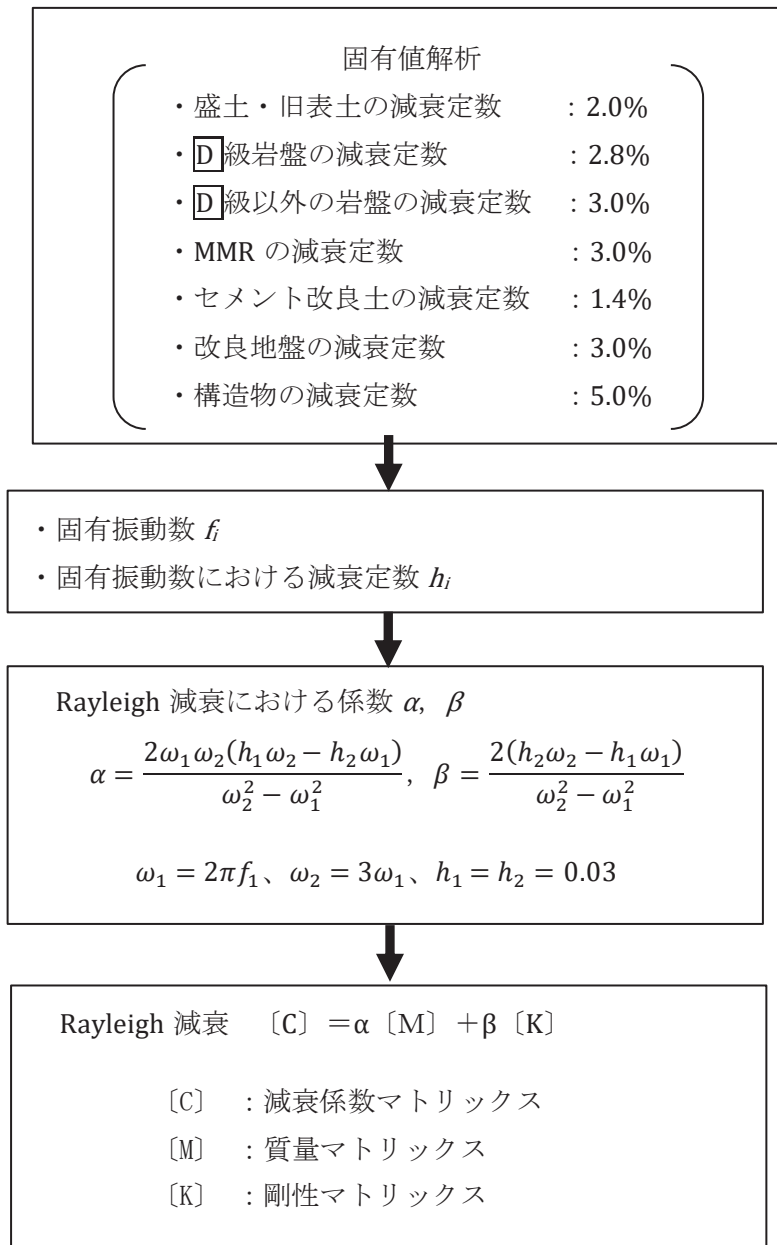 固有値解析
・盛土・旧表土の減衰定数 : 2.0%
・D級岩盤の減衰定数 : 2.8%
・D級以外の岩盤の減衰定数 : 3.0%
・MMR の減衰定数 : 3.0%
・セメント改良土の減衰定数 : 1.4%
・改良地盤の減衰定数 : 3.0%
・構造物の減衰定数 : 5.0%
・固有振動数 fᵢ
・固有振動数における減衰定数 hᵢ
Rayleigh 減衰における係数 α, β
α = 2ω₁ω₂(h₁ω₂ − h₂ω₁) / (ω₂² − ω₁²), β = 2(h₂ω₂ − h₁ω₁) / (ω₂² − ω₁²)
ω₁ = 2πf₁、ω₂ = 3ω₁、h₁ = h₂ = 0.03
Rayleigh 減衰 〔C〕=α〔M〕+β〔K〕
〔C〕 : 減衰係数マトリックス
〔M〕 : 質量マトリックス
〔K〕 : 剛性マトリックス